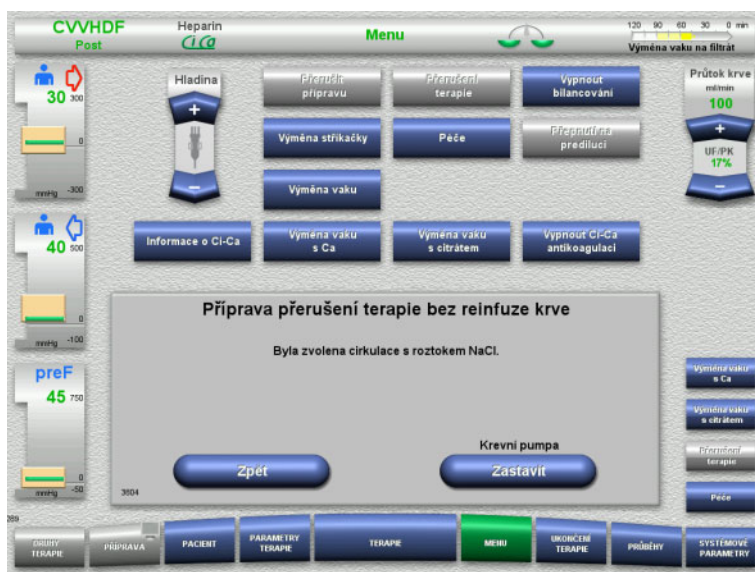 CVVHDF
Post
Heparin
CiCa
Menu
120 90 60 30 0 min
Výměna vaku na filtrát
30
300
0
mmHg -300
40
500
0
mmHg -100
preF
45
750
0
mmHg -50
Hladina
+
−
Přerušit
přípravu
Přerušení
terapie
Vypnout
bilancování
Výměna stříkačky
Péče
Přepnutí na
prediluci
Výměna vaku
Informace o Ci-Ca
Výměna vaku
s Ca
Výměna vaku
s citrátem
Vypnout Ci-Ca
antikoagulaci
Průtok krve
ml/min
100
+
UF/PK
17%
−
Příprava přerušení terapie bez reinfuze krve
Byla zvolena cirkulace s roztokem NaCl.
Krevní pumpa
Zpět
Zastavit
3604
Výměna vaku
s Ca
Výměna vaku
s citrátem
Přerušení
terapie
Péče
DRUHY
TERAPIE
PŘÍPRAVA
PACIENT
PARAMETRY
TERAPIE
TERAPIE
MENU
UKONČENÍ
TERAPIE
PRŮBĚHY
SYSTÉMOVÉ
PARAMETRY